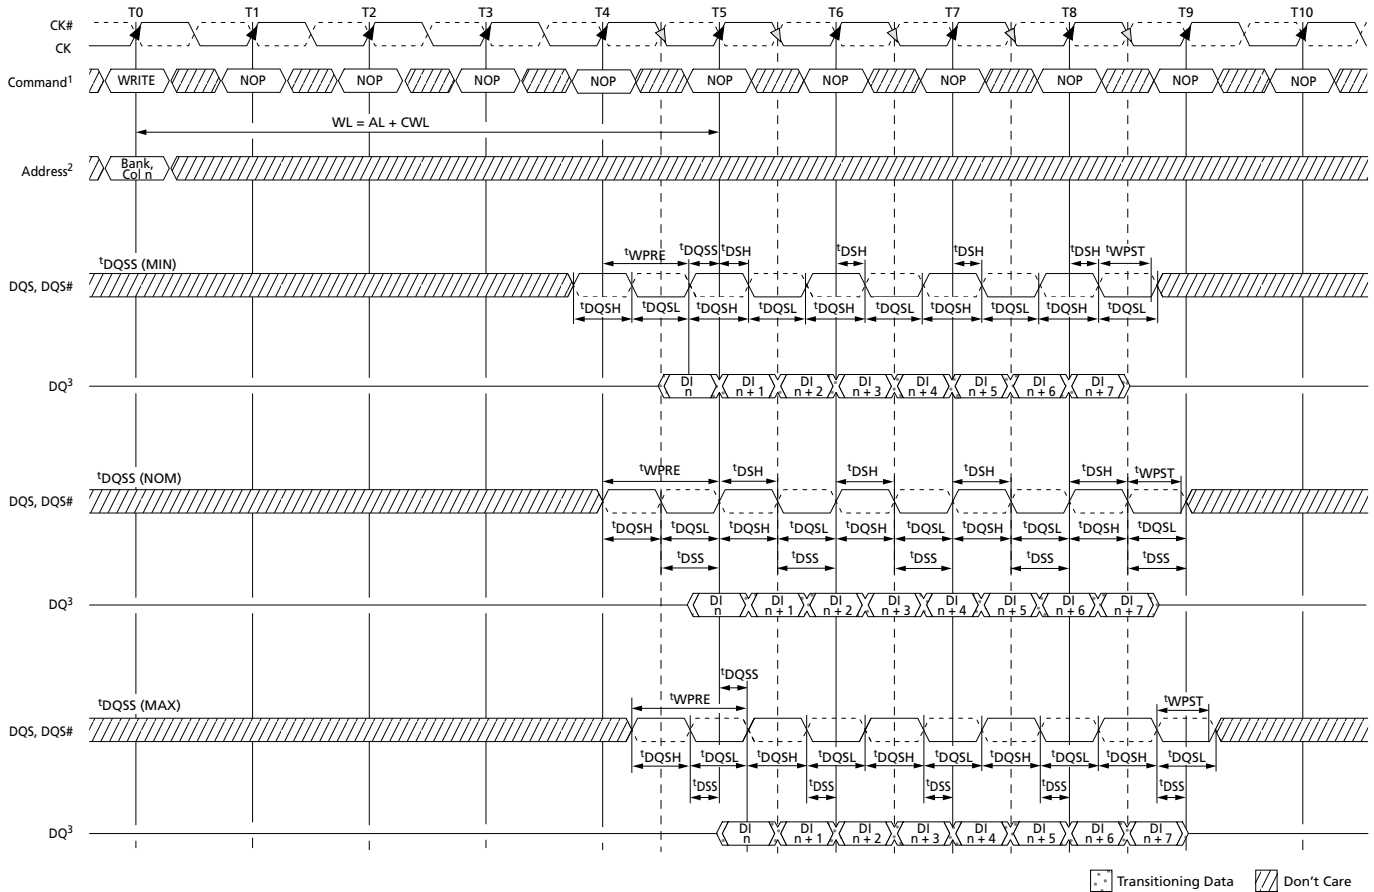 T0 T1 T2 T3 T4 T5 T6 T7 T8 T9 T10
CK#
CK
Command¹ WRITE NOP NOP NOP NOP NOP NOP NOP NOP NOP NOP
WL = AL + CWL
Address² Bank, Col n
ᵗDQSS (MIN) ᵗWPRE ᵗDQSS ᵗDSH ᵗDSH ᵗDSH ᵗDSH ᵗWPST
DQS, DQS#
ᵗDQSH ᵗDQSL ᵗDQSH ᵗDQSL ᵗDQSH ᵗDQSL ᵗDQSH ᵗDQSL ᵗDQSH ᵗDQSL
DQ³ DI n DI n + 1 DI n + 2 DI n + 3 DI n + 4 DI n + 5 DI n + 6 DI n + 7
ᵗDQSS (NOM) ᵗWPRE ᵗDSH ᵗDSH ᵗDSH ᵗDSH ᵗWPST
DQS, DQS#
ᵗDQSH ᵗDQSL ᵗDQSH ᵗDQSL ᵗDQSH ᵗDQSL ᵗDQSH ᵗDQSL ᵗDQSH ᵗDQSL
ᵗDSS ᵗDSS ᵗDSS ᵗDSS ᵗDSS
DQ³ DI n DI n + 1 DI n + 2 DI n + 3 DI n + 4 DI n + 5 DI n + 6 DI n + 7
ᵗDQSS
ᵗDQSS (MAX) ᵗWPRE ᵗWPST
DQS, DQS#
ᵗDQSH ᵗDQSL ᵗDQSH ᵗDQSL ᵗDQSH ᵗDQSL ᵗDQSH ᵗDQSL ᵗDQSH ᵗDQSL
ᵗDSS ᵗDSS ᵗDSS ᵗDSS ᵗDSS
DQ³ DI n DI n + 1 DI n + 2 DI n + 3 DI n + 4 DI n + 5 DI n + 6 DI n + 7
Transitioning Data Don't Care